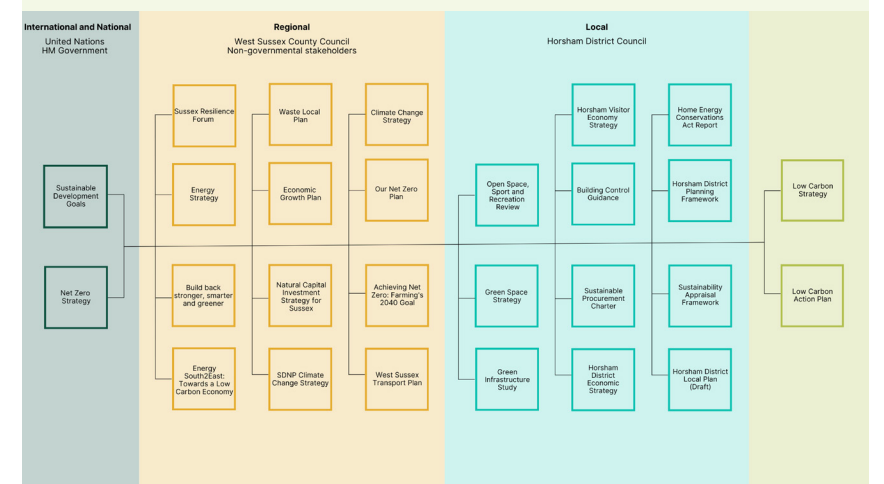 International and National
United Nations
HM Government
Regional
West Sussex County Council
Non-governmental stakeholders
Local
Horsham District Council
Sustainable
Development
Goals
Net Zero
Strategy
Sussex Resilience
Forum
Waste Local
Plan
Climate Change
Strategy
Energy
Strategy
Economic
Growth Plan
Our Net Zero
Plan
Build back
stronger, smarter
and greener
Natural Capital
Investment
Strategy for
Sussex
Achieving Net
Zero: Farming's
2040 Goal
Energy
South2East:
Towards a Low
Carbon Economy
SDNP Climate
Change Strategy
West Sussex
Transport Plan
Horsham Visitor
Economy
Strategy
Home Energy
Conservations
Act Report
Open Space,
Sport and
Recreation
Review
Building Control
Guidance
Horsham District
Planning
Framework
Green Space
Strategy
Sustainable
Procurement
Charter
Sustainability
Appraisal
Framework
Green
Infrastructure
Study
Horsham
District
Economic
Strategy
Horsham District
Local Plan
(Draft)
Low Carbon
Strategy
Low Carbon
Action Plan